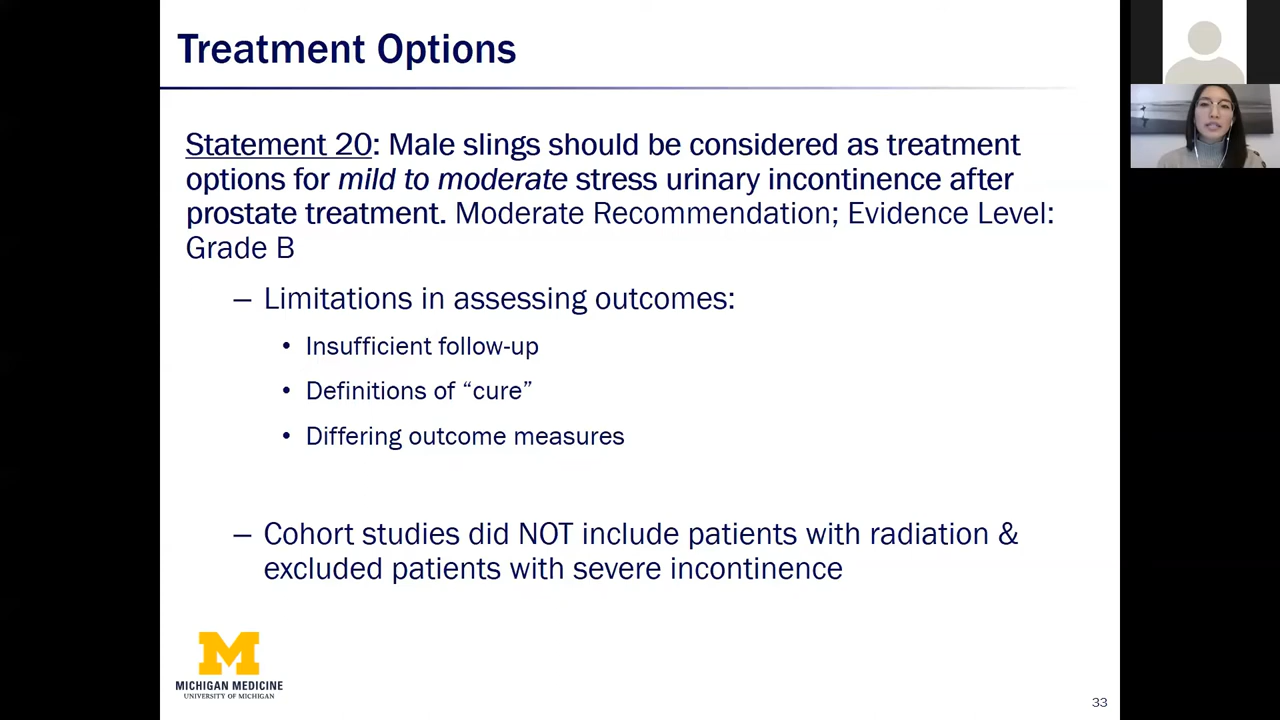 Treatment Options
Statement 20: Male slings should be considered as treatment
options for mild to moderate stress urinary incontinence after
prostate treatment. Moderate Recommendation; Evidence Level:
Grade B
– Limitations in assessing outcomes:
• Insufficient follow-up
• Definitions of “cure”
• Differing outcome measures
– Cohort studies did NOT include patients with radiation &
excluded patients with severe incontinence
M
MICHIGAN MEDICINE
UNIVERSITY OF MICHIGAN
33